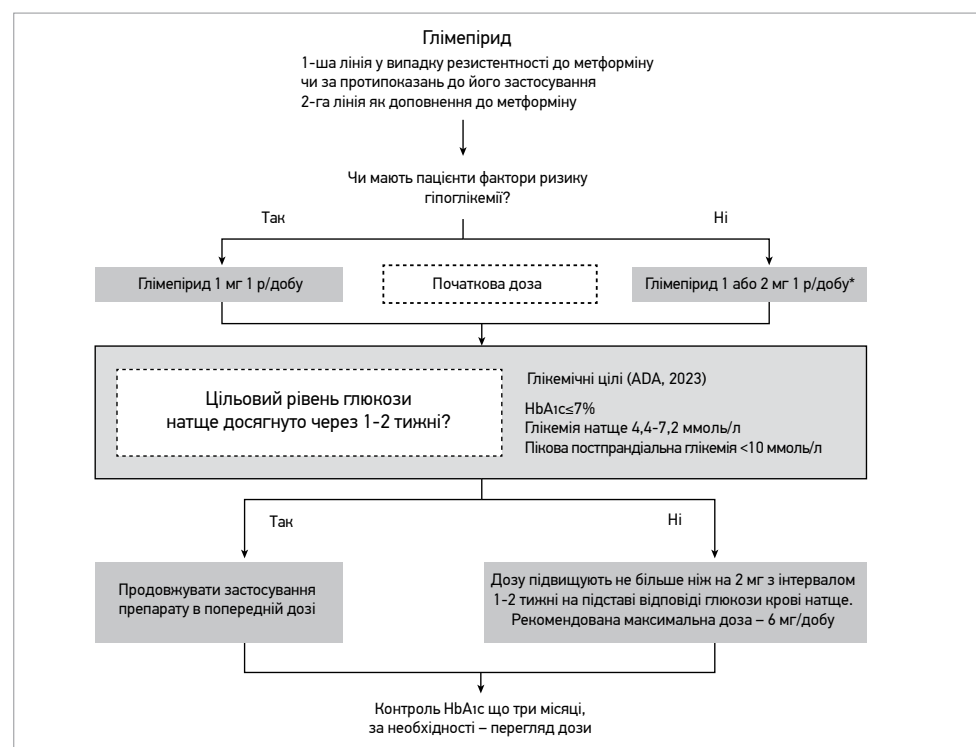 Глімепірид
1-ша лінія у випадку резистентності до метформіну
чи за протипоказань до його застосування
2-га лінія як доповнення до метформіну
Чи мають пацієнти фактори ризику
гіпоглікемії?
Так
Ні
Глімепірид 1 мг 1 р/добу
Початкова доза
Глімепірид 1 або 2 мг 1 р/добу*
Цільовий рівень глюкози
натще досягнуто через 1-2 тижні?
Глікемічні цілі (ADA, 2023)
HbA1c≤7%
Глікемія натще 4,4-7,2 ммоль/л
Пікова постпрандіальна глікемія <10 ммоль/л
Так
Ні
Продовжувати застосування
препарату в попередній дозі
Дозу підвищують не більше ніж на 2 мг з інтервалом
1-2 тижні на підставі відповіді глюкози крові натще.
Рекомендована максимальна доза – 6 мг/добу
Контроль HbA1c що три місяці,
за необхідності – перегляд дози